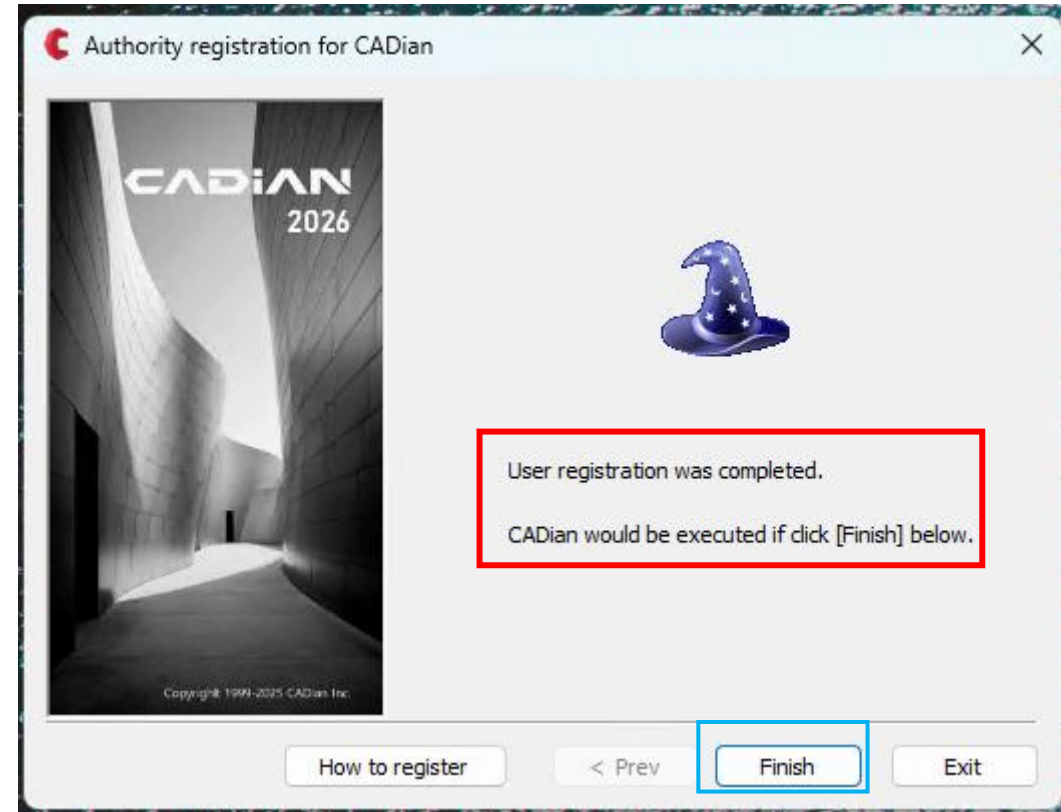 Authority registration for CADian
CADiAN
2026
User registration was completed.
CADian would be executed if click [Finish] below.
Copyright 1999-2025 CADian Inc.
How to register
< Prev
Finish
Exit